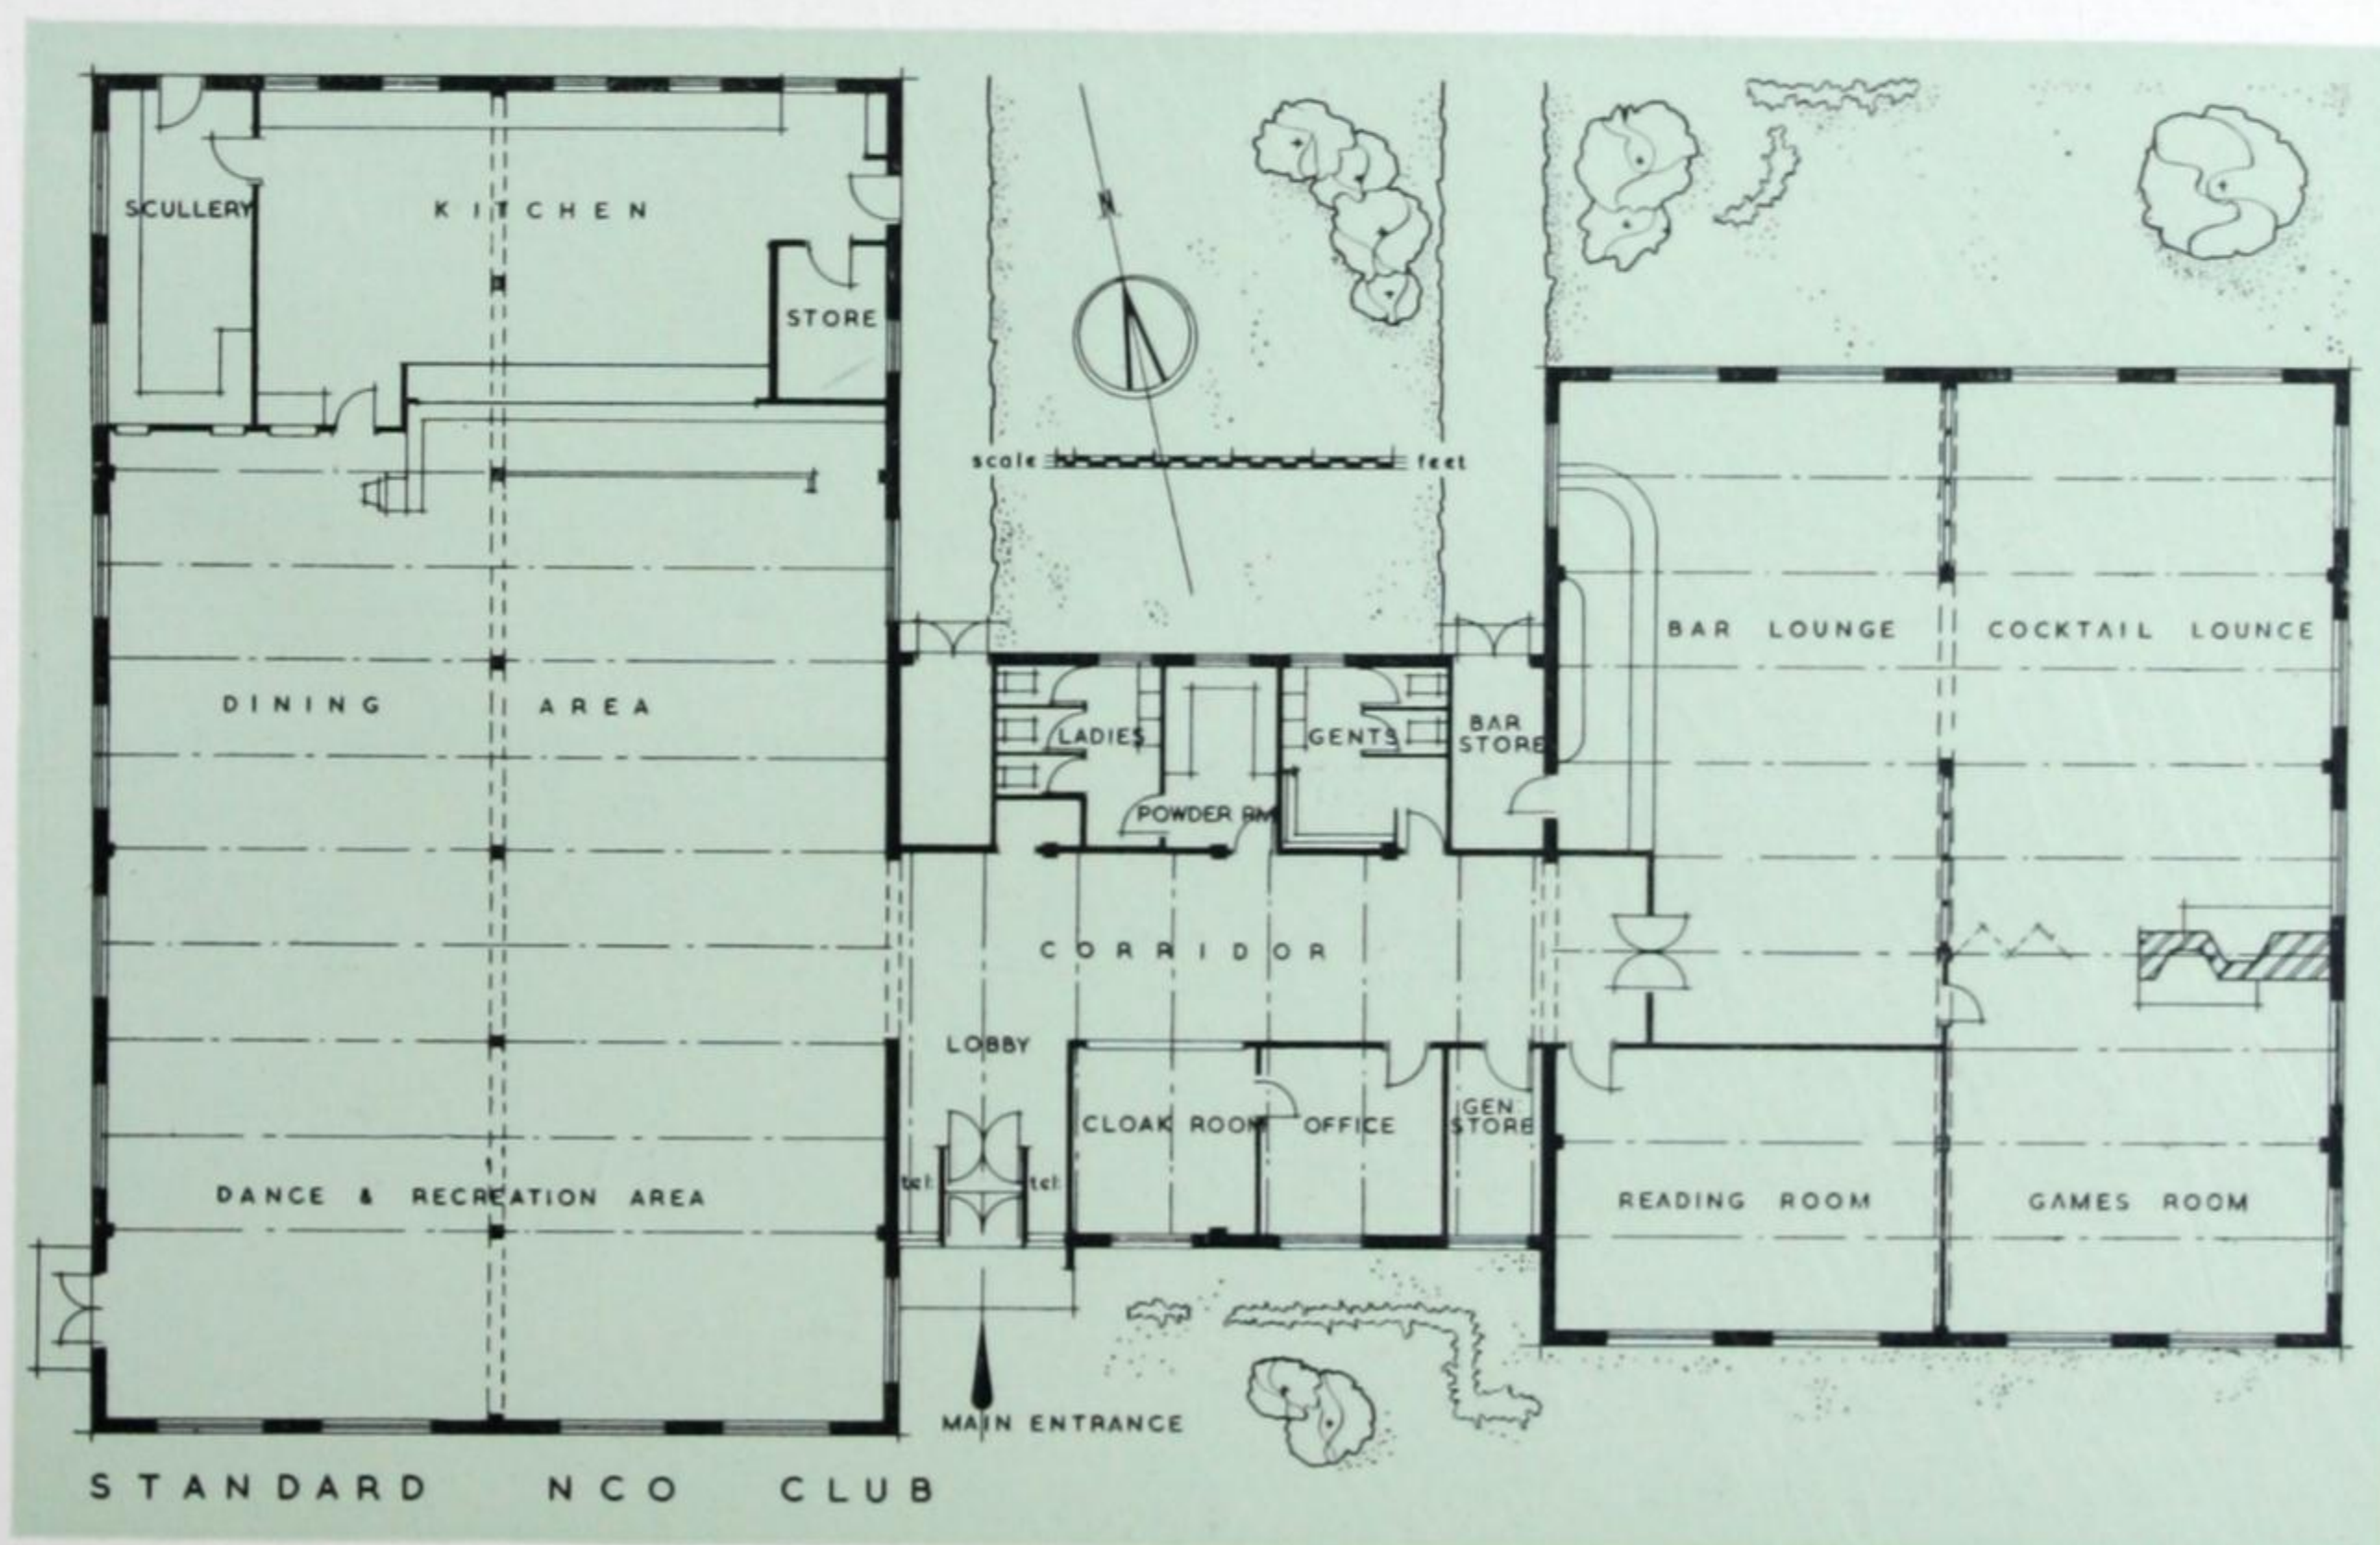 SCULLERY
KITCHEN
STORE
N
scale
feet
BAR LOUNGE
COCKTAIL LOUNCE
DINING AREA
LADIES
GENTS
BAR
STORE
POWDER RM
CORRIDOR
LOBBY
CLOAK ROOM
OFFICE
GEN
STORE
tel:
tel:
DANCE & RECREATION AREA
READING ROOM
GAMES ROOM
MAIN ENTRANCE
STANDARD NCO CLUB